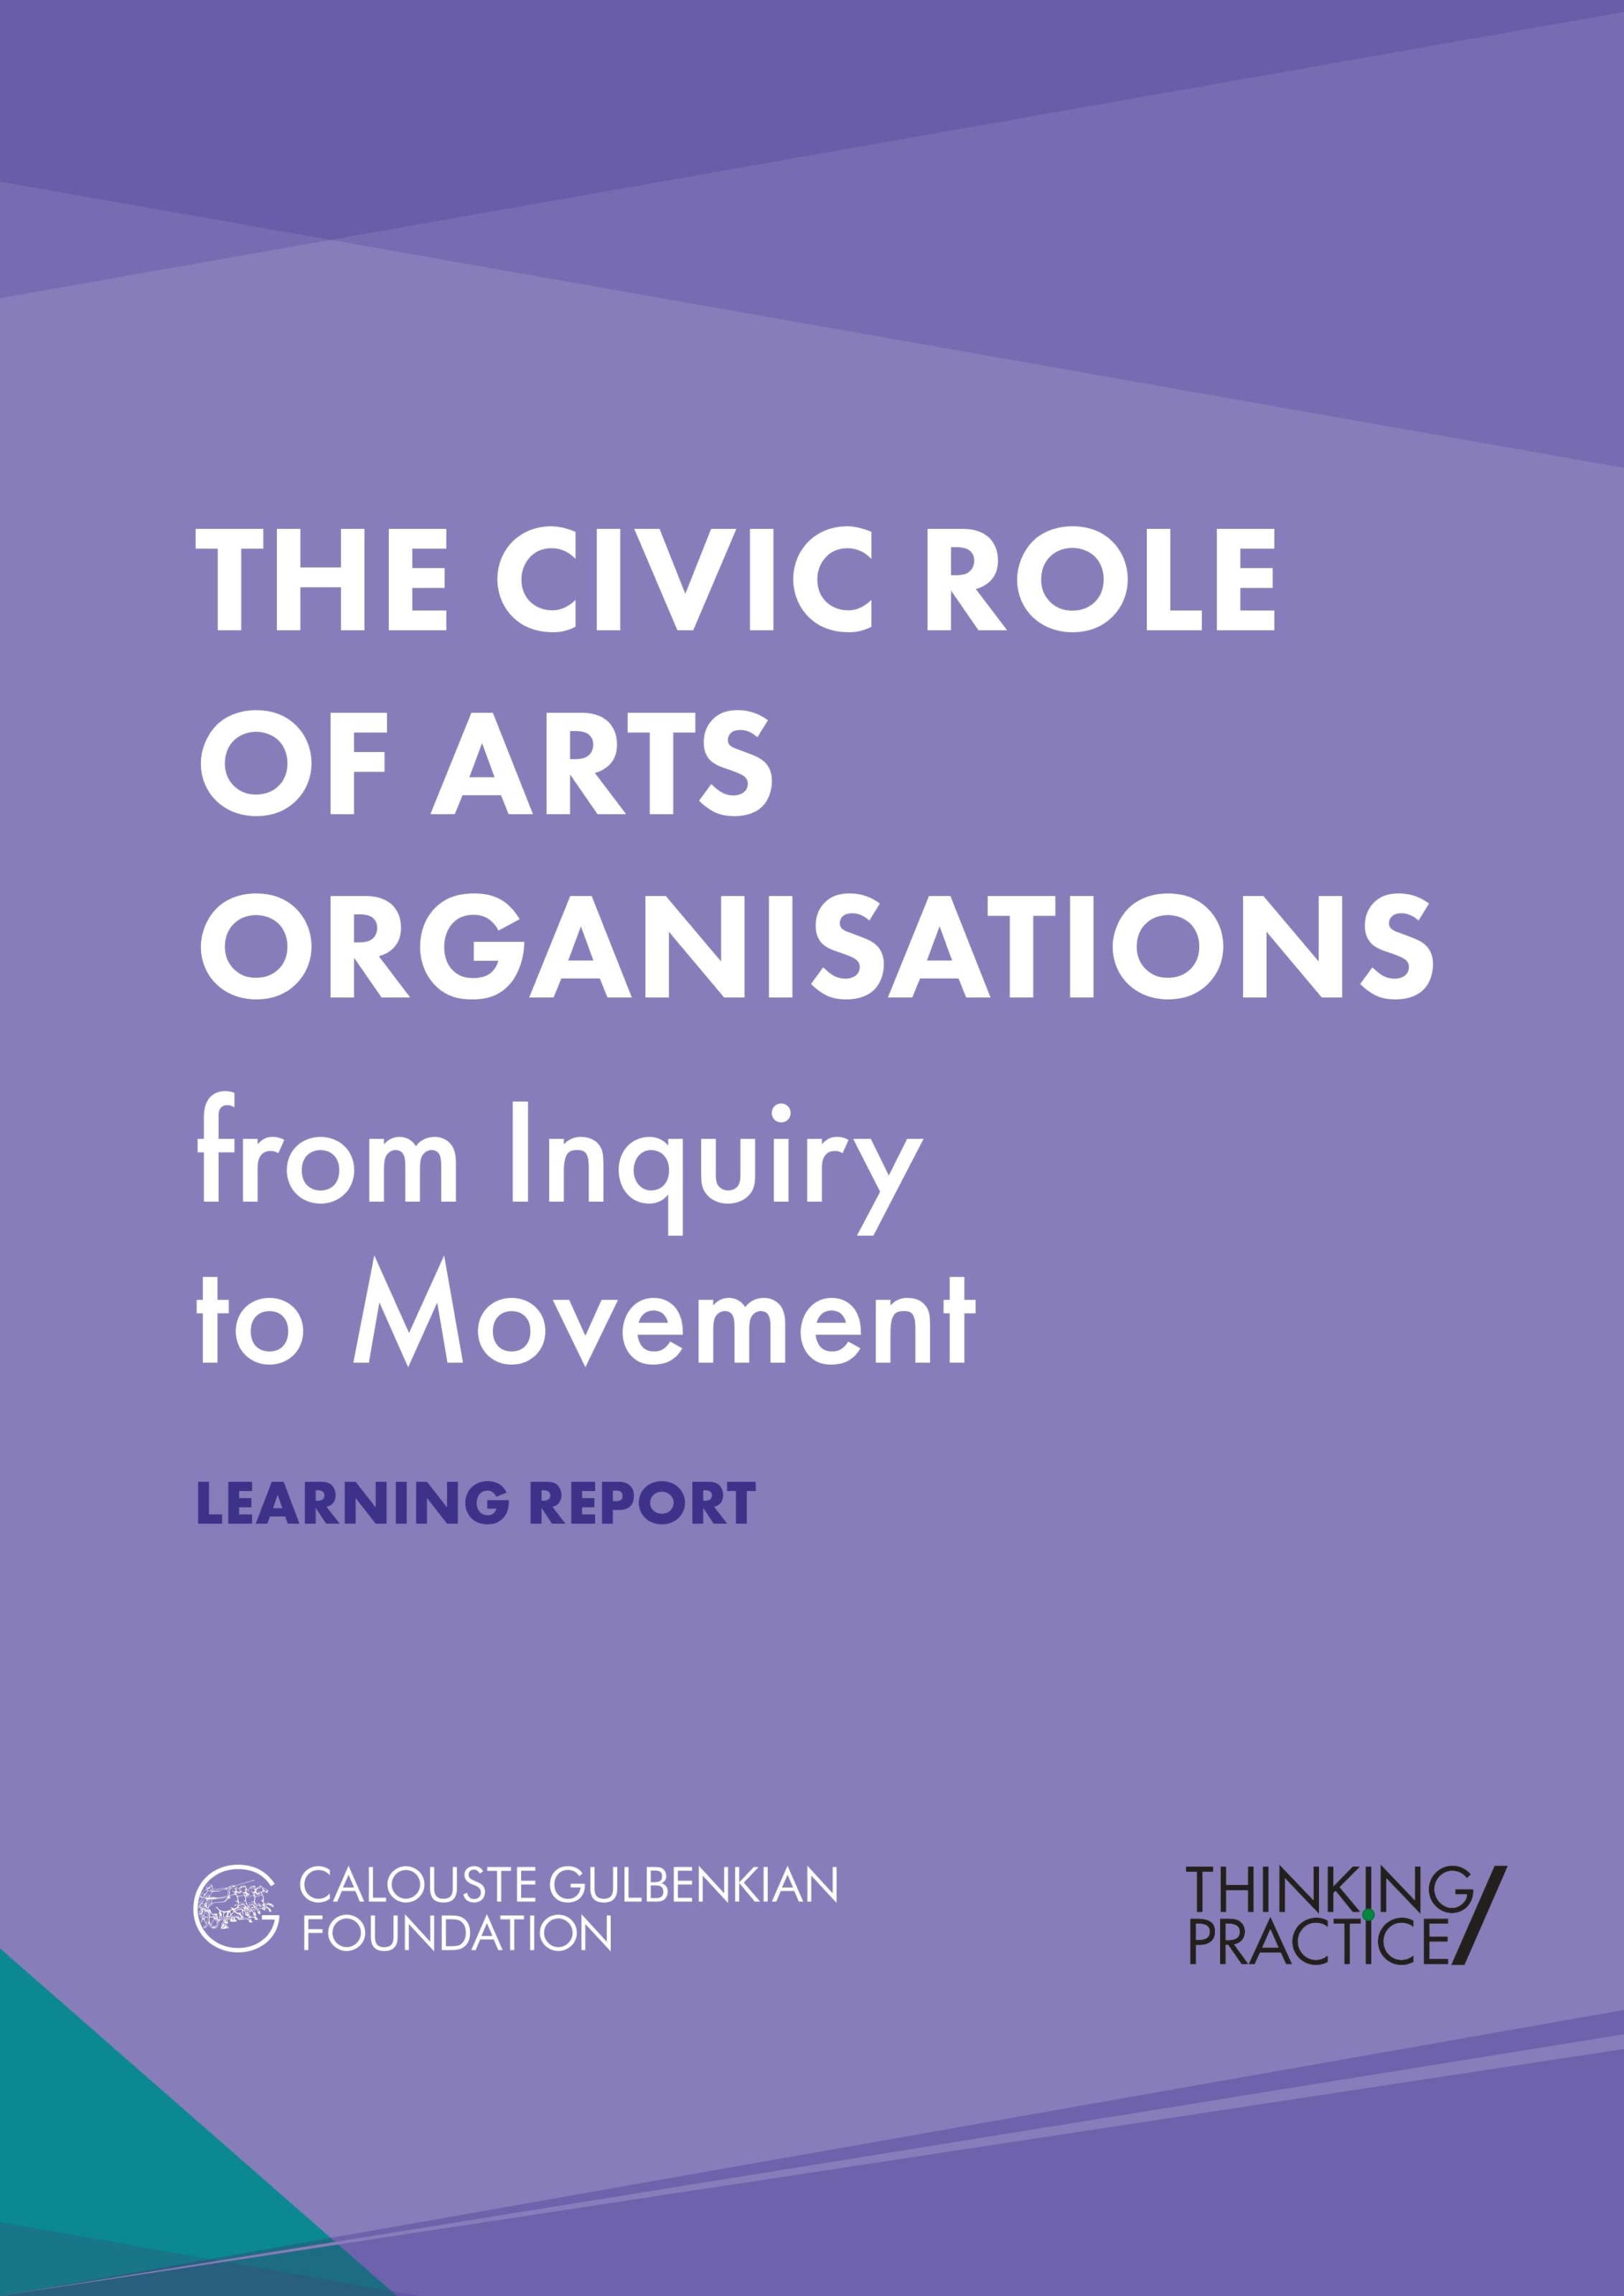 THE CIVIC ROLE
OF ARTS
ORGANISATIONS
from Inquiry
to Movement
LEARNING REPORT
CALOUSTE GULBENKIAN
FOUNDATION
THINKING
PRACTICE